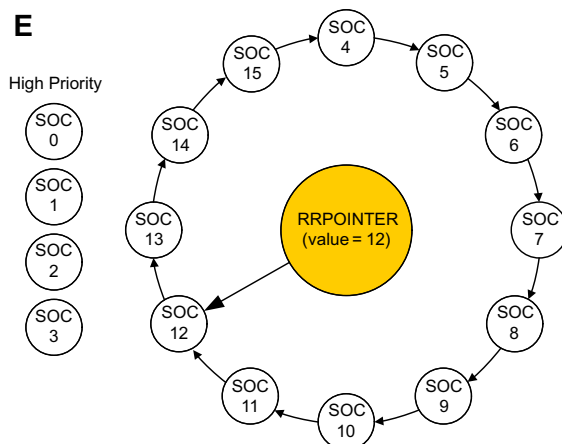 E
High Priority
SOC
0
SOC
1
SOC
2
SOC
3
SOC
4
SOC
5
SOC
6
SOC
7
SOC
8
SOC
9
SOC
10
SOC
11
SOC
12
SOC
13
SOC
14
SOC
15
RRPOINTER
(value = 12)